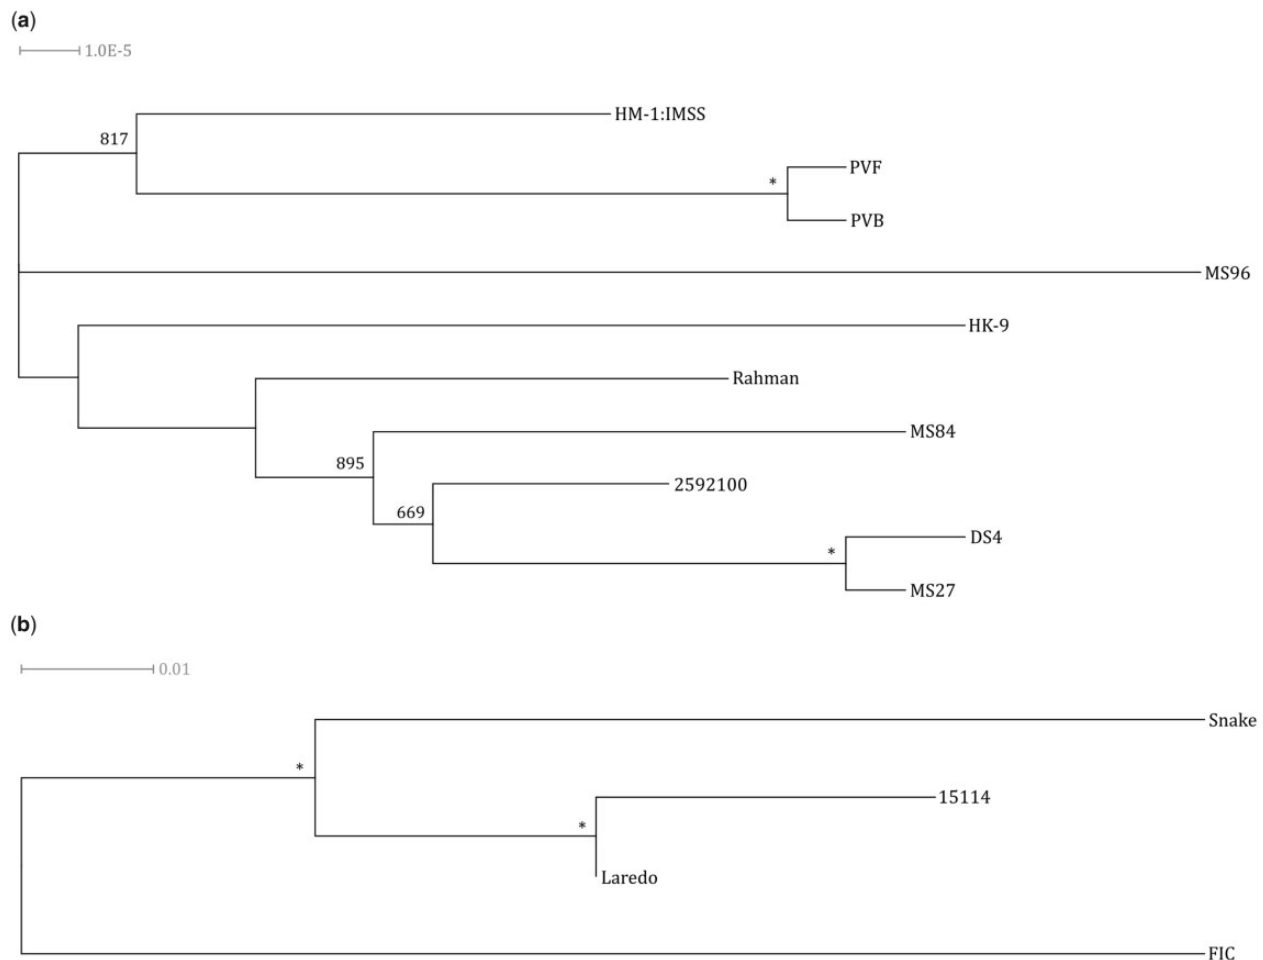 (a)
1.0E-5
HM-1:IMSS
817
PVF
*
PVB
MS96
HK-9
Rahman
MS84
895
2592100
669
DS4
*
MS27
(b)
0.01
Snake
*
15114
*
Laredo
FIC